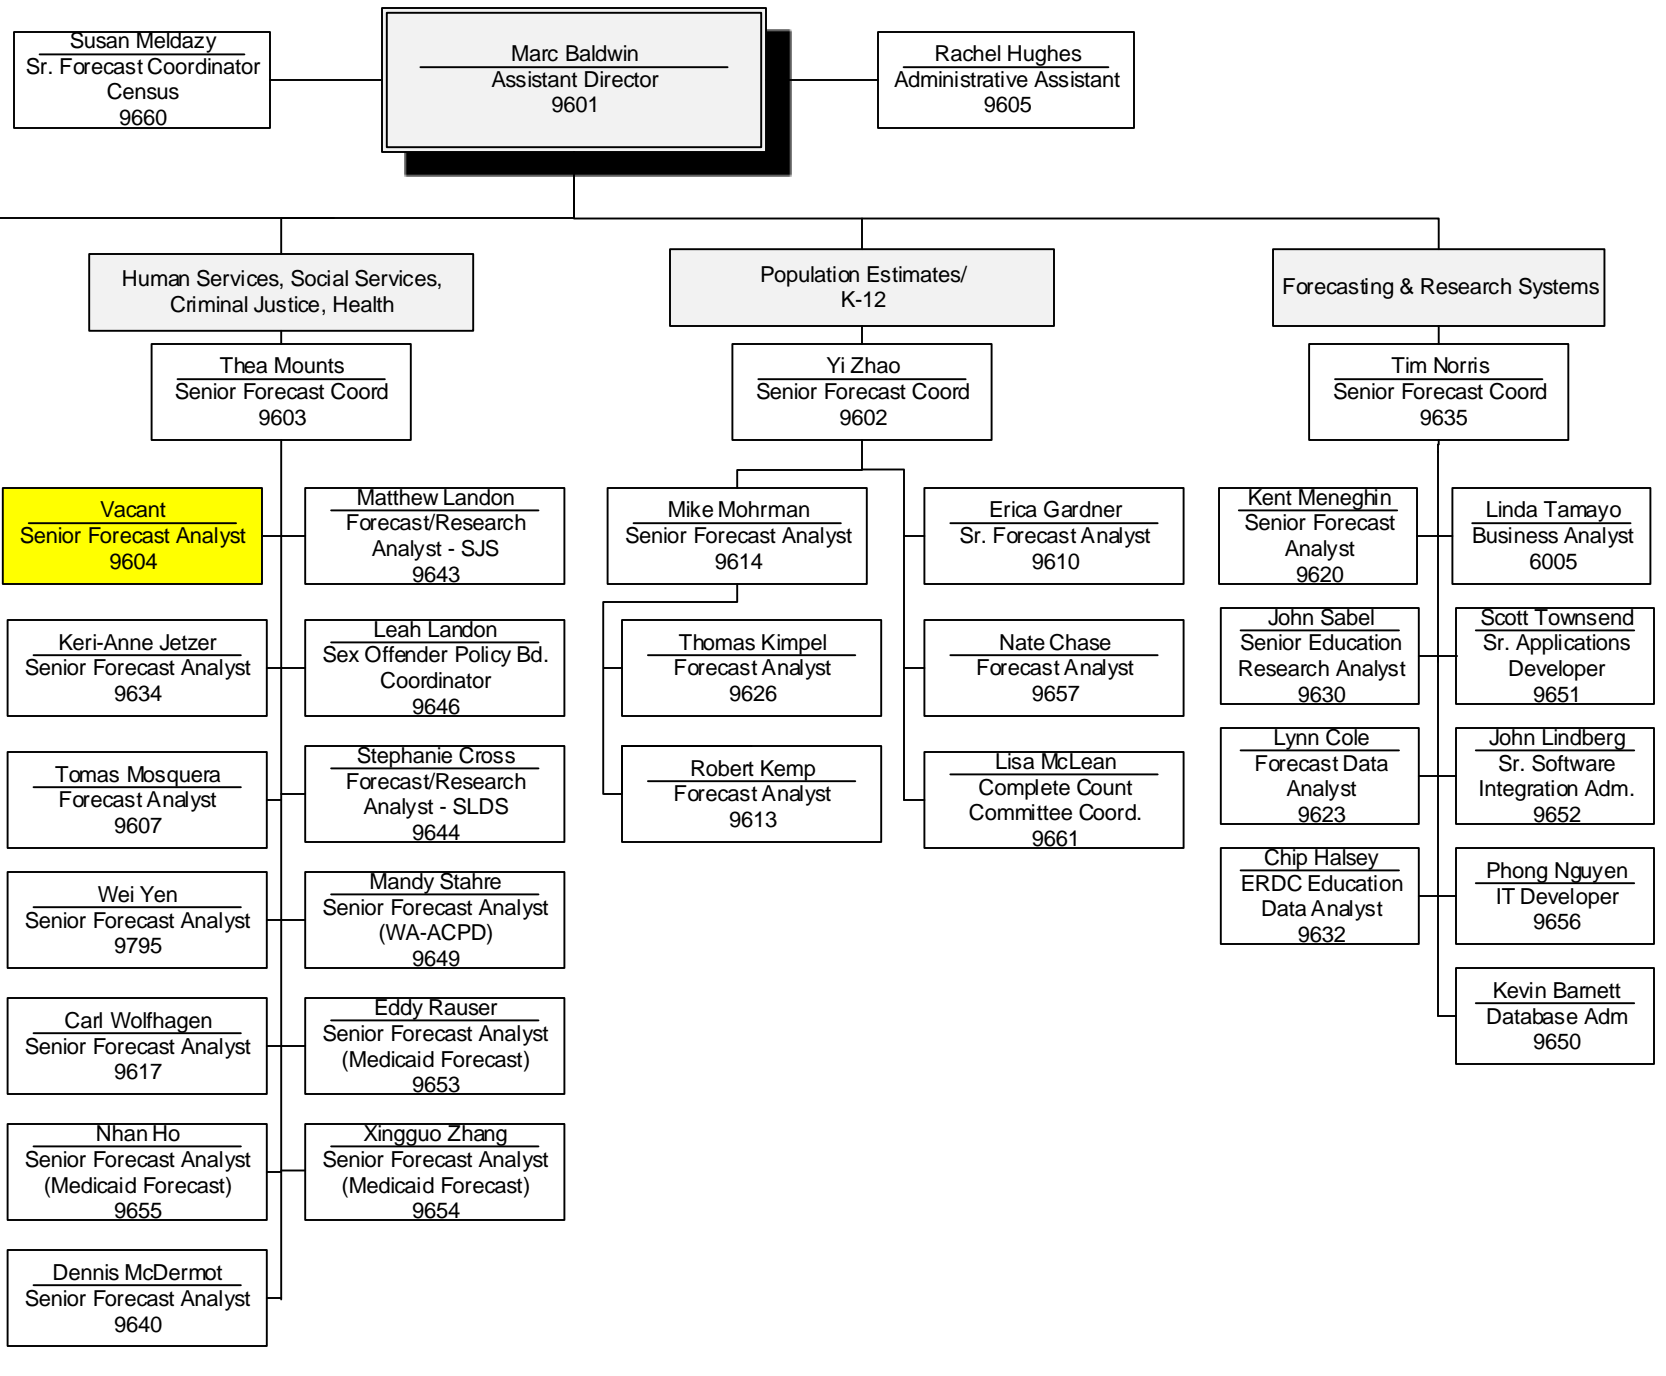 Susan Meldazy
Sr. Forecast Coordinator
Census
9660
Marc Baldwin
Assistant Director
9601
Rachel Hughes
Administrative Assistant
9605
Human Services, Social Services,
Criminal Justice, Health
Thea Mounts
Senior Forecast Coord
9603
Vacant
Senior Forecast Analyst
9604
Matthew Landon
Forecast/Research
Analyst - SJS
9643
Keri-Anne Jetzer
Senior Forecast Analyst
9634
Leah Landon
Sex Offender Policy Bd.
Coordinator
9646
Tomas Mosquera
Forecast Analyst
9607
Stephanie Cross
Forecast/Research
Analyst - SLDS
9644
Wei Yen
Senior Forecast Analyst
9795
Mandy Stahre
Senior Forecast Analyst
(WA-ACPD)
9649
Carl Wolfhagen
Senior Forecast Analyst
9617
Eddy Rauser
Senior Forecast Analyst
(Medicaid Forecast)
9653
Nhan Ho
Senior Forecast Analyst
(Medicaid Forecast)
9655
Xingguo Zhang
Senior Forecast Analyst
(Medicaid Forecast)
9654
Dennis McDermot
Senior Forecast Analyst
9640
Population Estimates/
K-12
Yi Zhao
Senior Forecast Coord
9602
Mike Mohrman
Senior Forecast Analyst
9614
Erica Gardner
Sr. Forecast Analyst
9610
Thomas Kimpel
Forecast Analyst
9626
Nate Chase
Forecast Analyst
9657
Robert Kemp
Forecast Analyst
9613
Lisa McLean
Complete Count
Committee Coord.
9661
Forecasting & Research Systems
Tim Norris
Senior Forecast Coord
9635
Kent Meneghin
Senior Forecast
Analyst
9620
Linda Tamayo
Business Analyst
6005
John Sabel
Senior Education
Research Analyst
9630
Scott Townsend
Sr. Applications
Developer
9651
Lynn Cole
Forecast Data
Analyst
9623
John Lindberg
Sr. Software
Integration Adm.
9652
Chip Halsey
ERDC Education
Data Analyst
9632
Phong Nguyen
IT Developer
9656
Kevin Barnett
Database Adm
9650